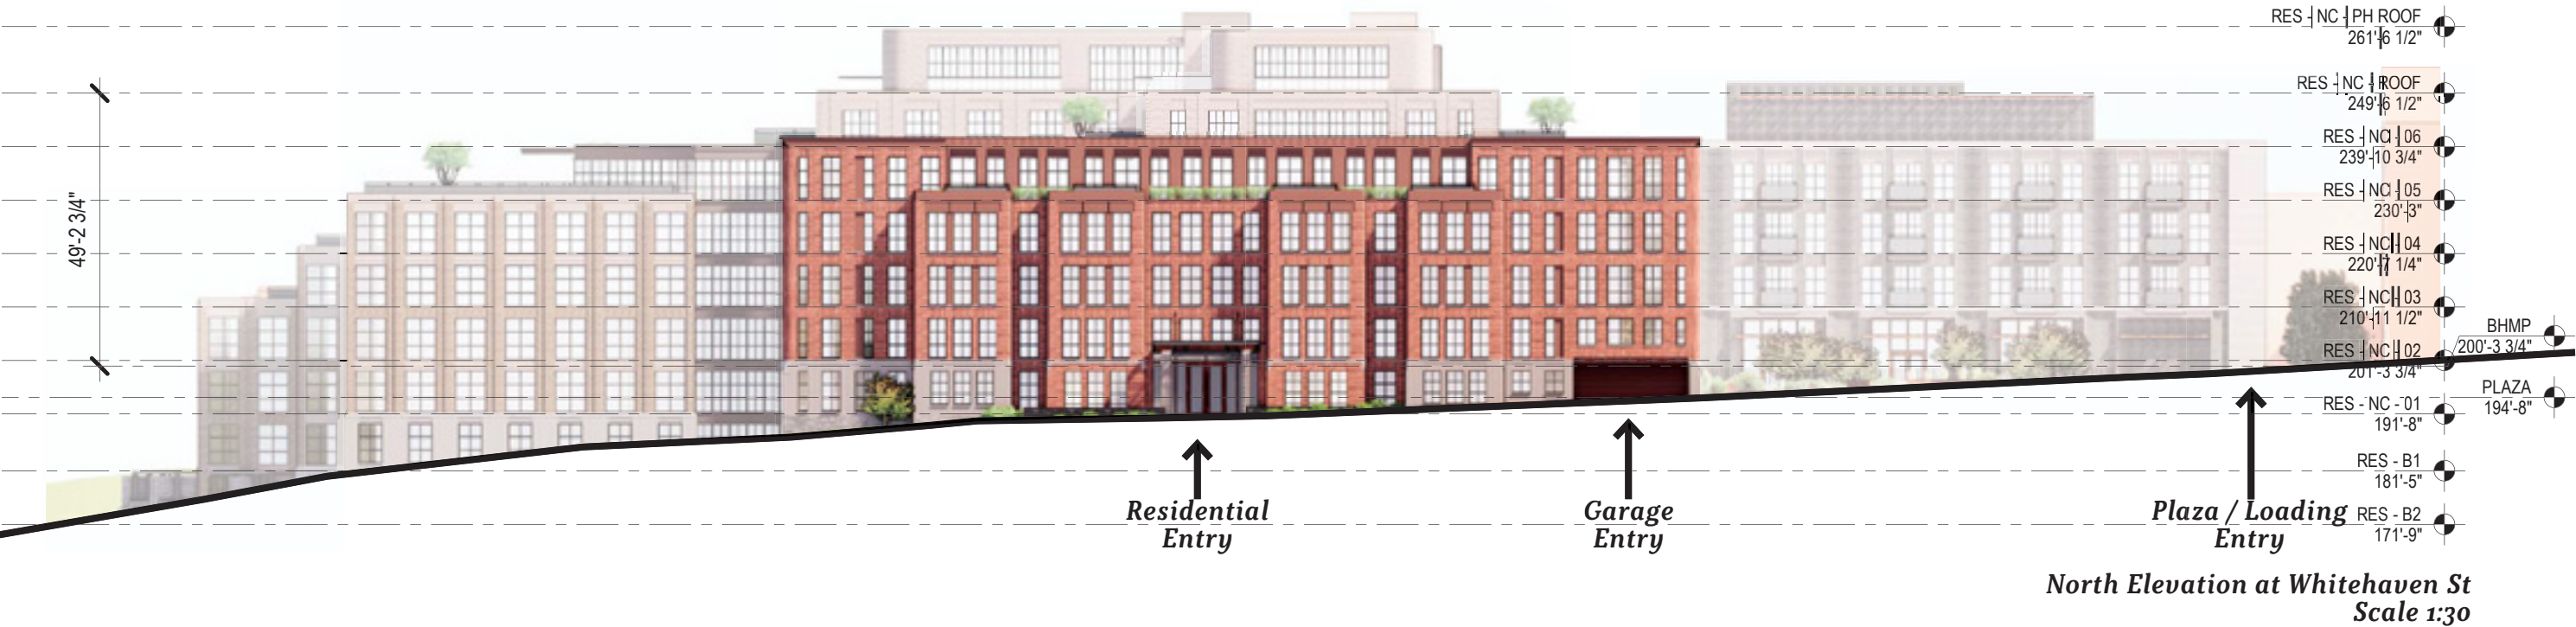 RES - NC - PH ROOF
261'-6 1/2"
RES - NC - ROOF
249'-6 1/2"
RES - NC - 06
239'-10 3/4"
RES - NC - 05
230'-3"
49'-2 3/4"
RES - NC - 04
220'-7 1/4"
RES - NC - 03
210'-11 1/2"
BHMP
200'-3 3/4"
RES - NC - 02
201'-3 3/4"
PLAZA
194'-8"
RES - NC - 01
191'-8"
RES - B1
181'-5"
Residential
Entry
Garage
Entry
Plaza / Loading
Entry
RES - B2
171'-9"
North Elevation at Whitehaven St
Scale 1:30